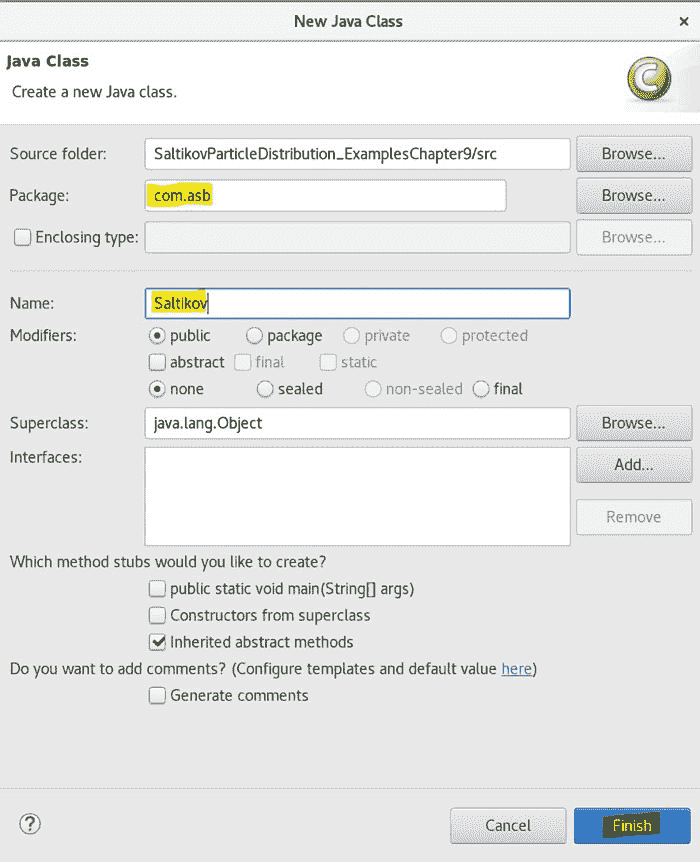 New Java Class ×
Java Class
Create a new Java class.
C
Source folder: SaltikovParticleDistribution_ExamplesChapter9/src Browse...
Package: com.asb Browse...
Enclosing type: Browse...
Name: Saltikov
Modifiers: public package private protected
abstract final static
none sealed non-sealed final
Superclass: java.lang.Object Browse...
Interfaces: Add...
Remove
Which method stubs would you like to create?
public static void main(String[] args)
Constructors from superclass
Inherited abstract methods
Do you want to add comments? (Configure templates and default value here)
Generate comments
? Cancel Finish